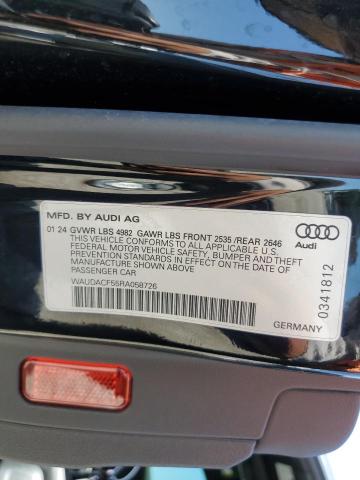 MFD. BY AUDI AG
01 24 GVWR LBS 4982 GAWR LBS FRONT 2535 /REAR 2646
THIS VEHICLE CONFORMS TO ALL APPLICABLE U.S.
FEDERAL MOTOR VEHICLE SAFETY, BUMPER AND THEFT
PREVENTION STANDARDS IN EFFECT ON THE DATE OF
MANUFACTURE SHOWN ABOVE
PASSENGER CAR
WAUDACF55RA058726
Audi
0341812
GERMANY